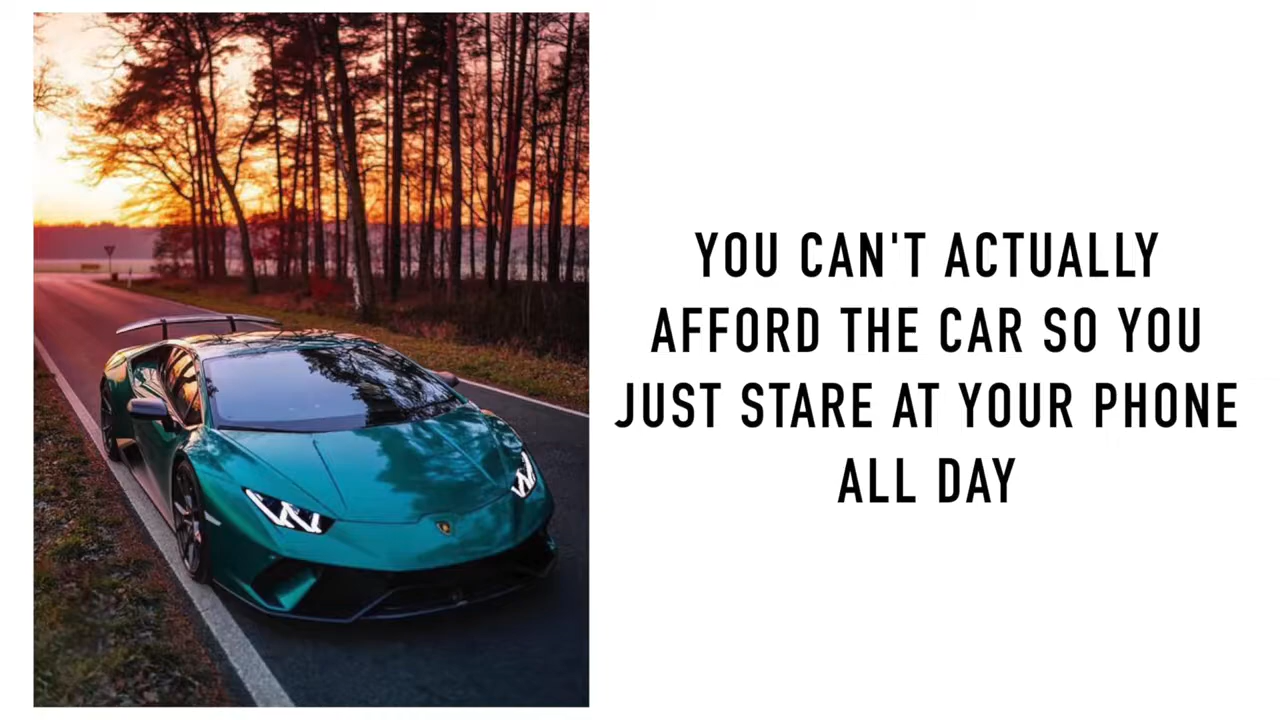 YOU CAN'T ACTUALLY
AFFORD THE CAR SO YOU
JUST STARE AT YOUR PHONE
ALL DAY